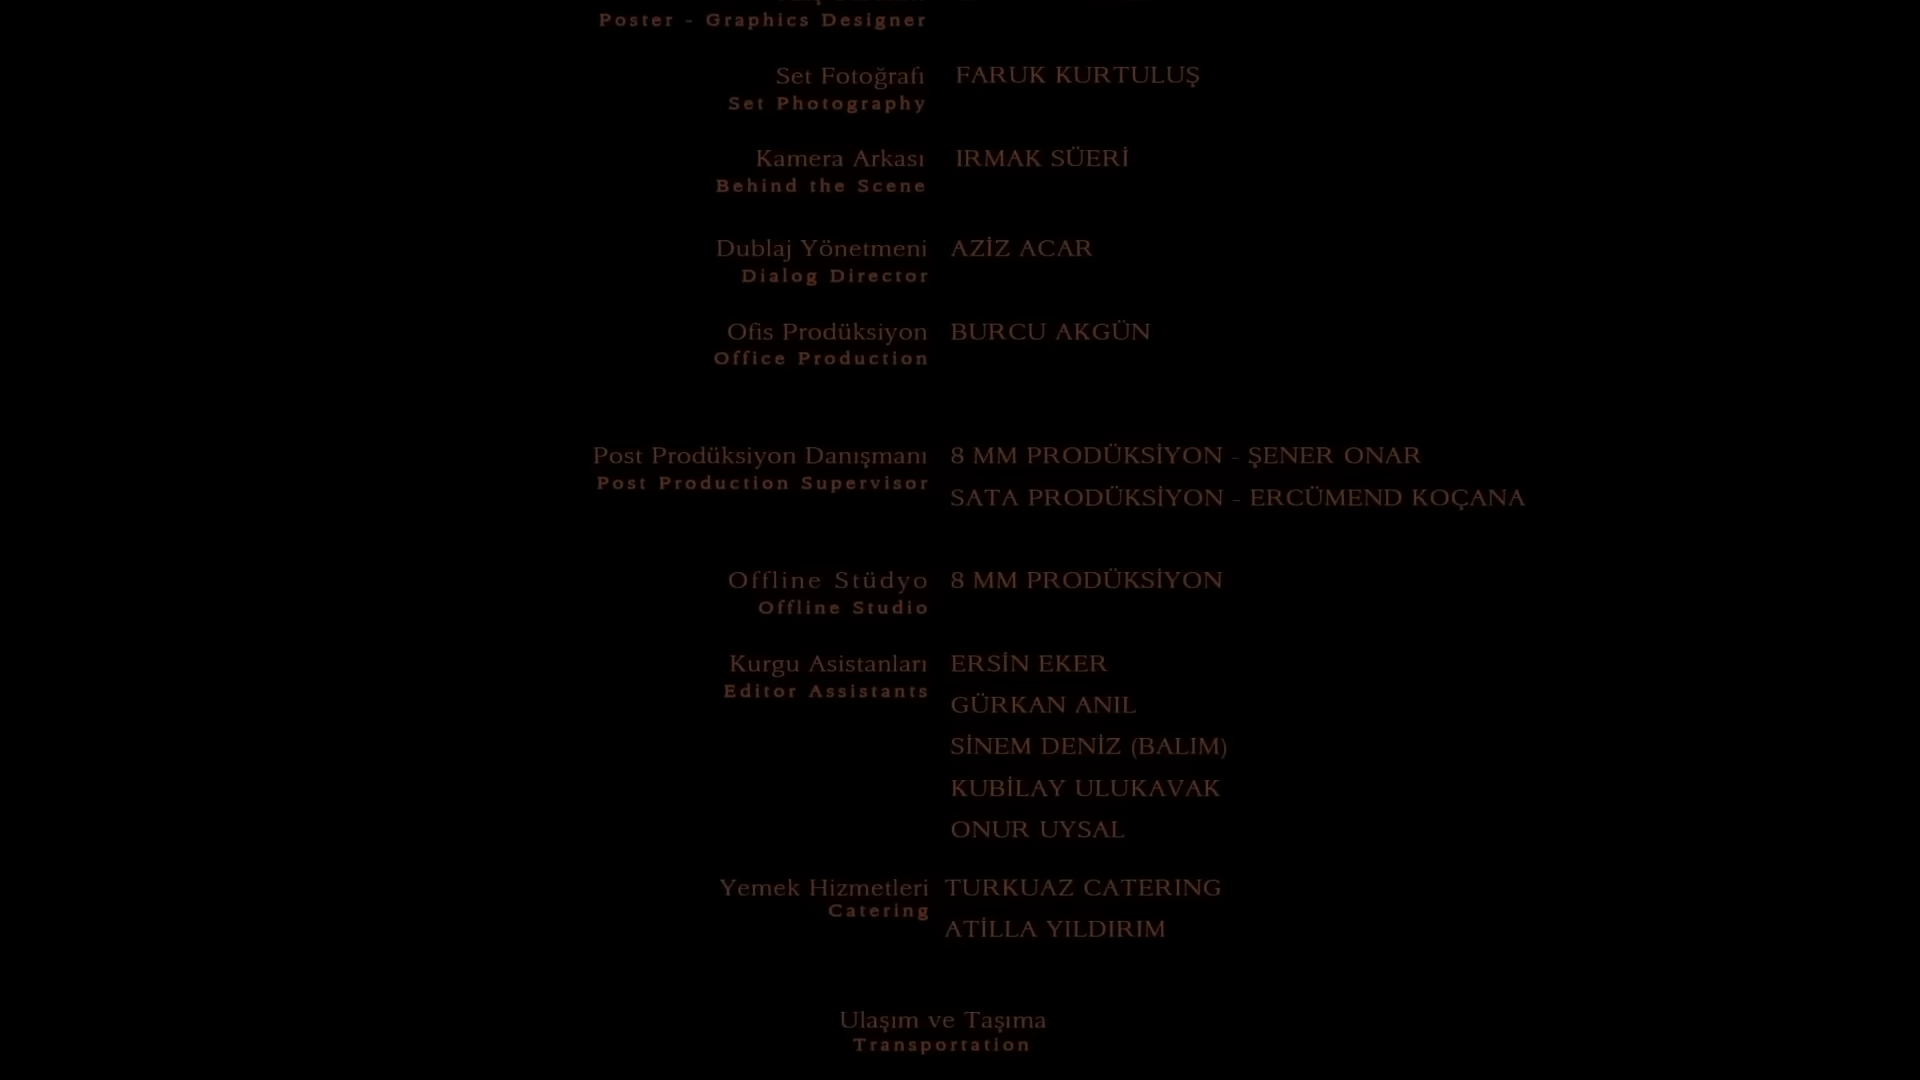 Poster - Graphics Designer
Set Fotoğrafı FARUK KURTULUŞ
Set Photography
Kamera Arkası IRMAK SÜERİ
Behind the Scene
Dublaj Yönetmeni AZİZ ACAR
Dialog Director
Ofis Prodüksiyon BURCU AKGÜN
Office Production
Post Prodüksiyon Danışmanı 8 MM PRODÜKSİYON - ŞENER ONAR
Post Production Supervisor
SATA PRODÜKSİYON - ERCÜMEND KOÇANA
Offline Stüdyo 8 MM PRODÜKSİYON
Offline Studio
Kurgu Asistanları ERSİN EKER
Editor Assistants
GÜRKAN ANIL
SİNEM DENİZ (BALIM)
KUBİLAY ULUKAVAK
ONUR UYSAL
Yemek Hizmetleri TURKUAZ CATERING
Catering
ATİLLA YILDIRIM
Ulaşım ve Taşıma
Transportation